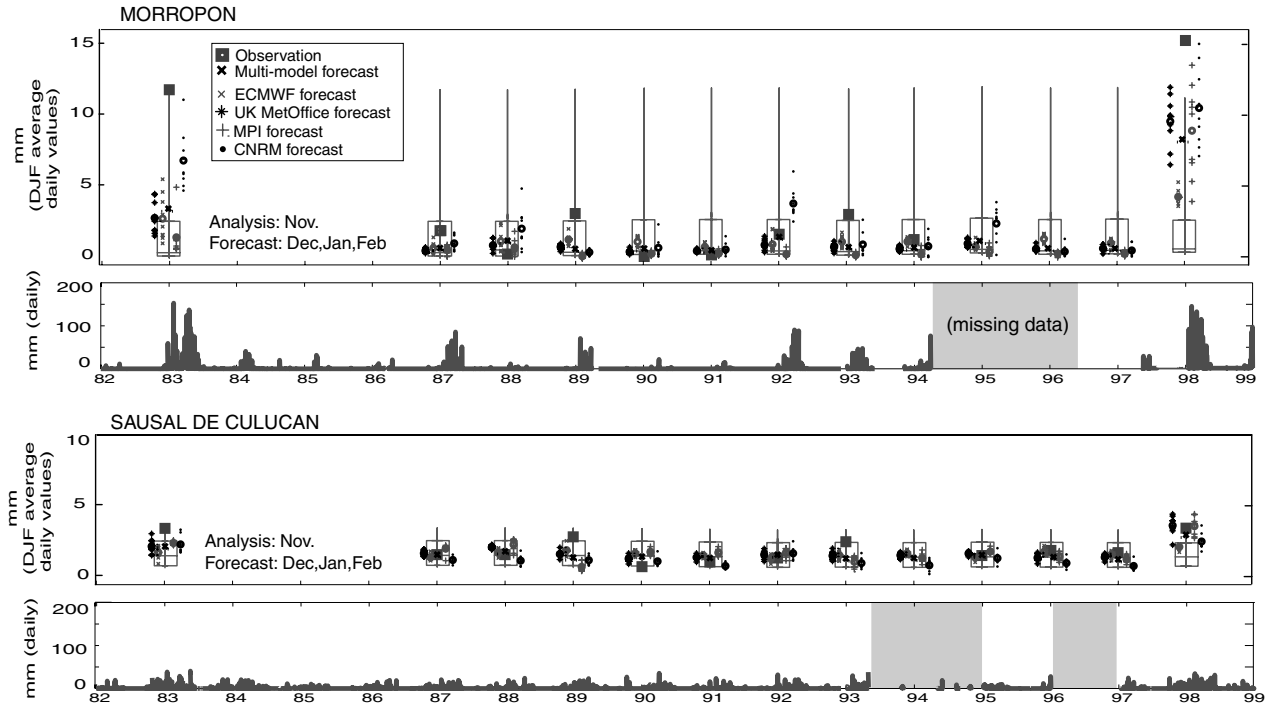 MORROPON
15
10
5
0
mm
(DJF average
daily values)
Observation
Multi-model forecast
ECMWF forecast
UK MetOffice forecast
MPI forecast
CNRM forecast
Analysis: Nov.
Forecast: Dec,Jan,Feb
mm (daily)
200
100
0
(missing data)
82 83 84 85 86 87 88 89 90 91 92 93 94 95 96 97 98 99
SAUSAL DE CULUCAN
10
5
0
mm
(DJF average
daily values)
Analysis: Nov.
Forecast: Dec,Jan,Feb
mm (daily)
200
100
0
82 83 84 85 86 87 88 89 90 91 92 93 94 95 96 97 98 99